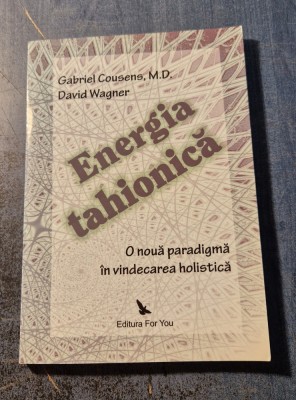 Gabriel Cousens, M.D.
David Wagner
Energia
tahionică
O nouă paradigmă
în vindecarea holistică
Editura For You